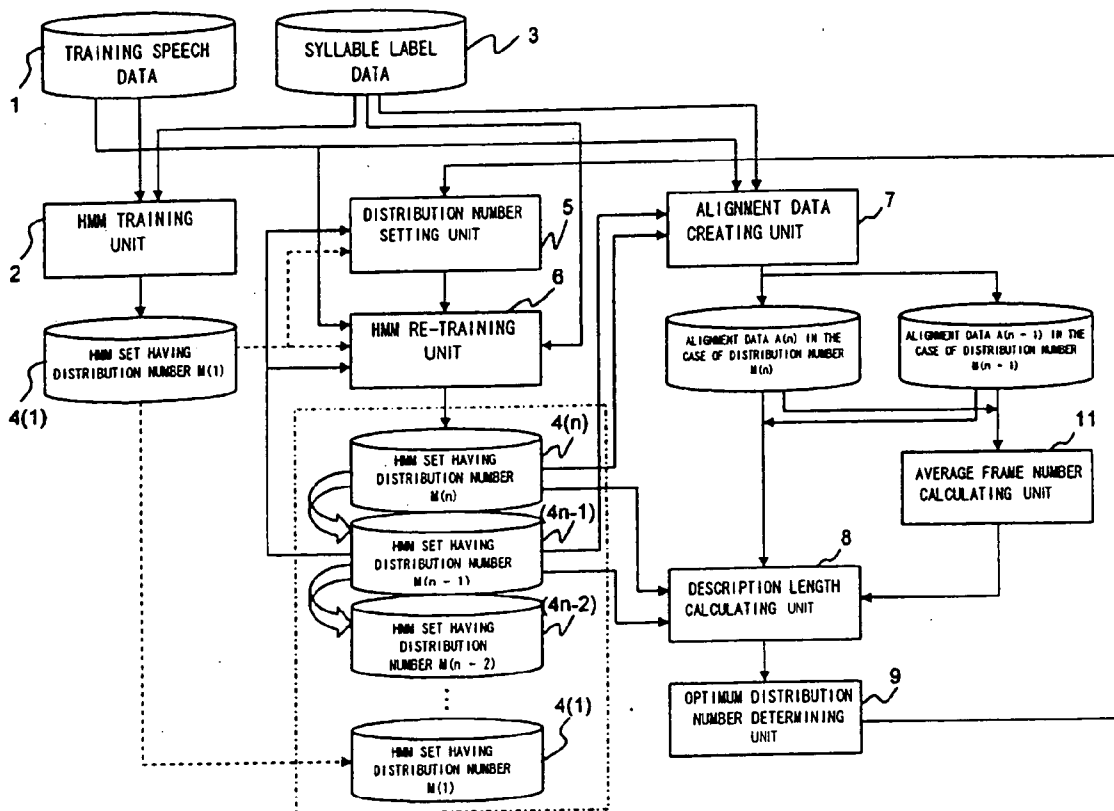 TRAINING SPEECH
DATA
1
SYLLABLE LABEL
DATA
3
HMM TRAINING
UNIT
2
DISTRIBUTION NUMBER
SETTING UNIT
5
ALIGNMENT DATA
CREATING UNIT
7
HMM RE-TRAINING
UNIT
6
HMM SET HAVING
DISTRIBUTION NUMBER M(1)
4(1)
ALIGNMENT DATA A(n) IN THE
CASE OF DISTRIBUTION NUMBER
M(n)
ALIGNMENT DATA A(n - 1) IN THE
CASE OF DISTRIBUTION NUMBER
M(n - 1)
HMM SET HAVING
DISTRIBUTION NUMBER
M(n)
4(n)
AVERAGE FRAME NUMBER
CALCULATING UNIT
11
HMM SET HAVING
DISTRIBUTION NUMBER
M(n - 1)
(4n-1)
DESCRIPTION LENGTH
CALCULATING UNIT
8
HMM SET HAVING
DISTRIBUTION
NUMBER M(n - 2)
(4n-2)
OPTIMUM DISTRIBUTION
NUMBER DETERMINING
UNIT
9
HMM SET HAVING
DISTRIBUTION NUMBER
M(1)
4(1)